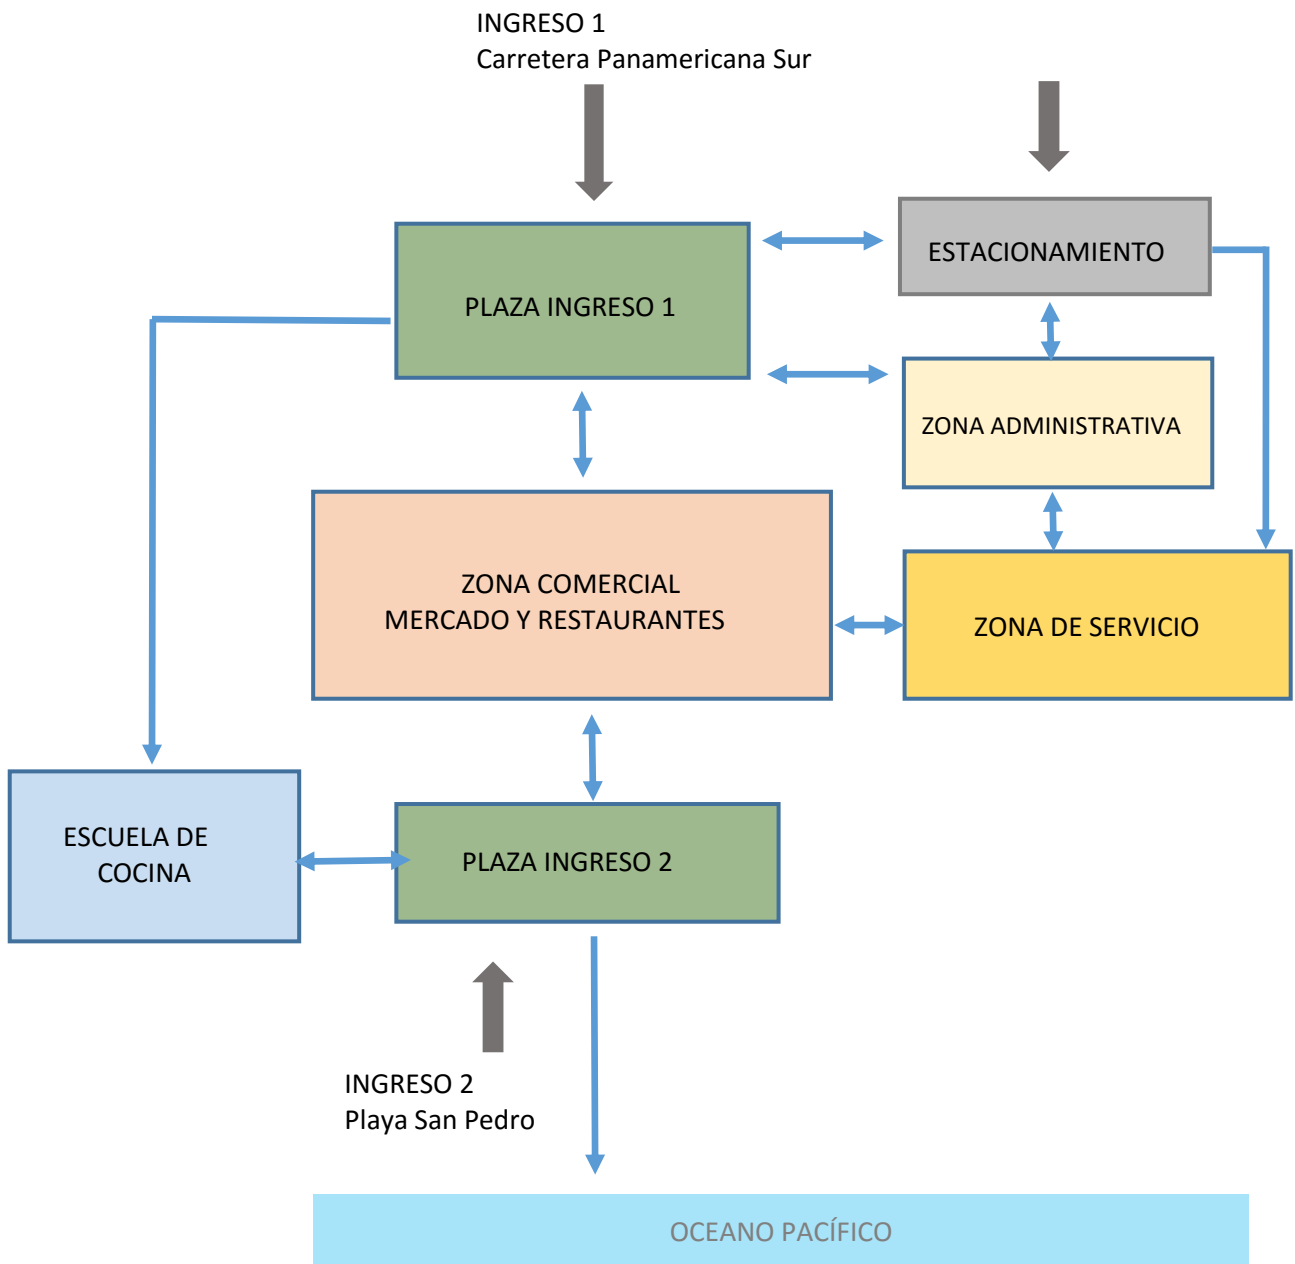 INGRESO 1
Carretera Panamericana Sur
ESTACIONAMIENTO
PLAZA INGRESO 1
ZONA ADMINISTRATIVA
ZONA COMERCIAL
MERCADO Y RESTAURANTES
ZONA DE SERVICIO
ESCUELA DE
COCINA
PLAZA INGRESO 2
INGRESO 2
Playa San Pedro
OCEANO PACÍFICO